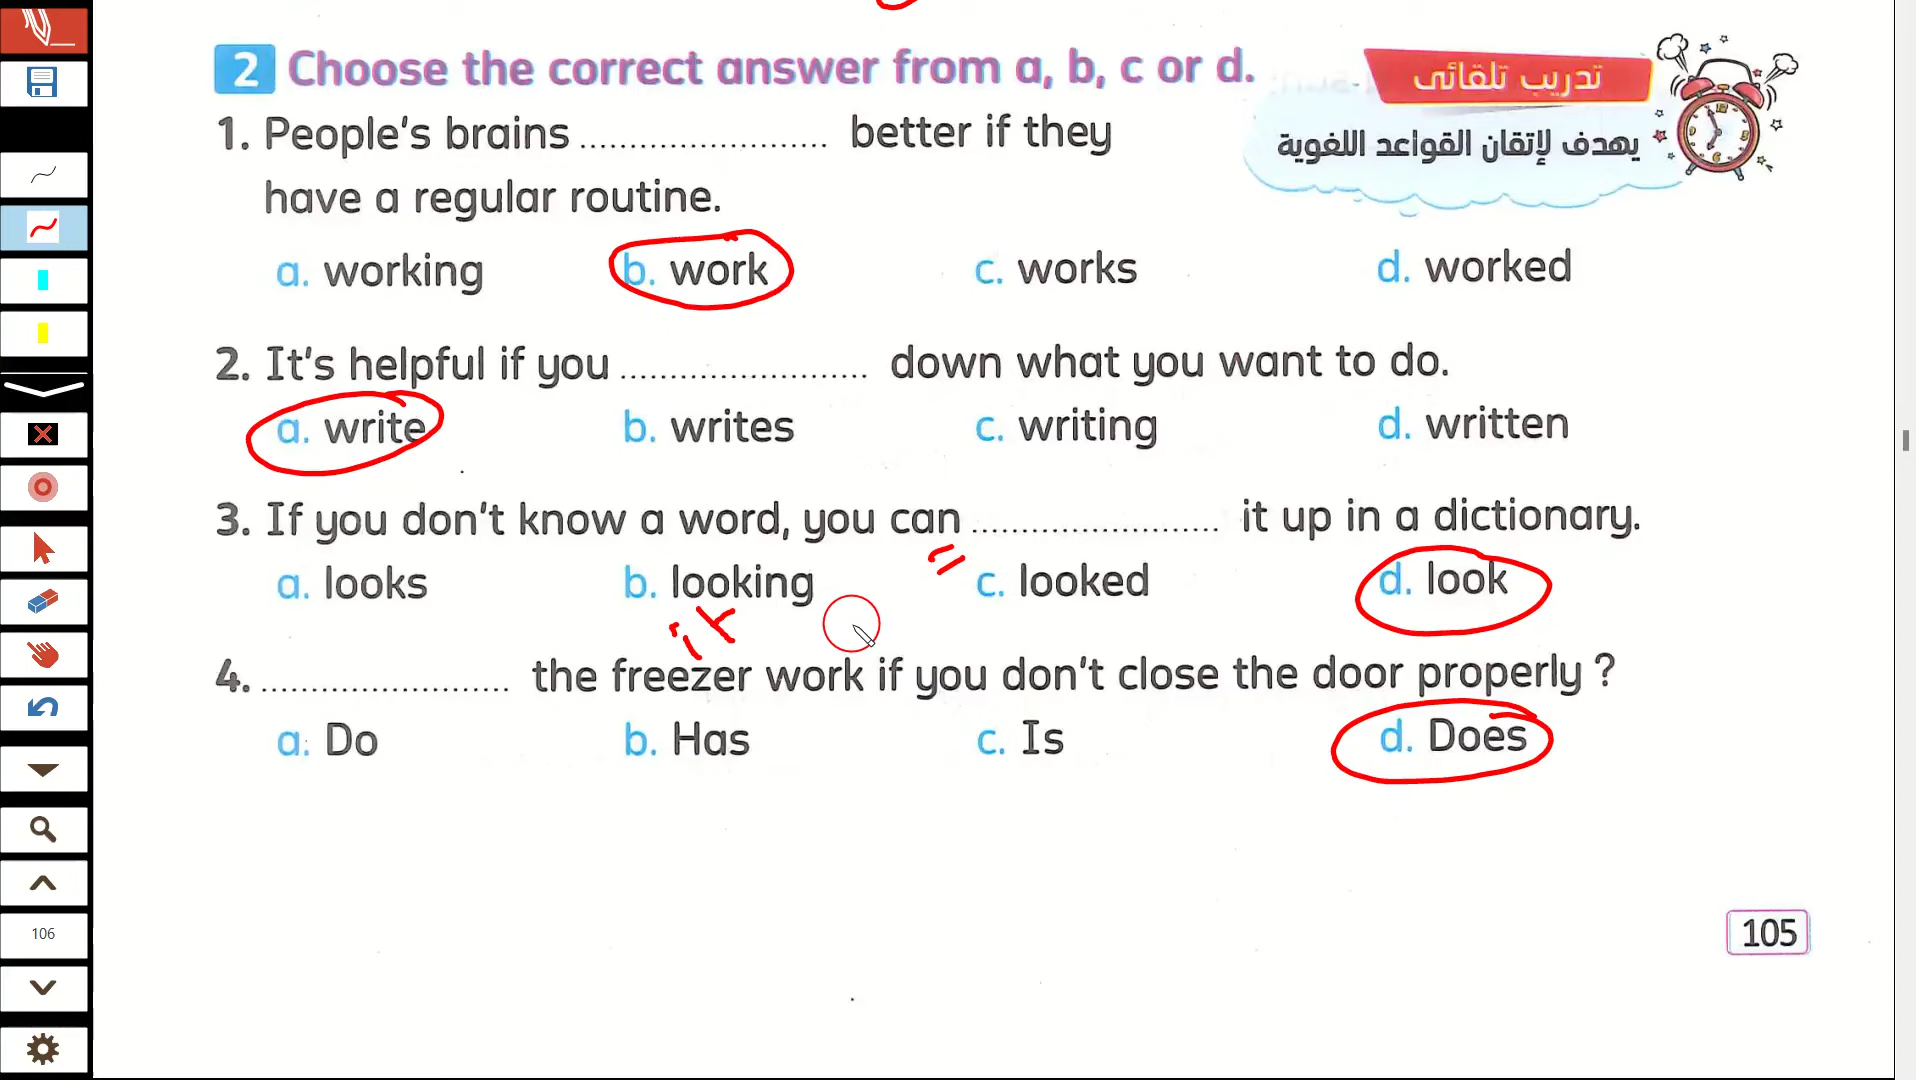 2 Choose the correct answer from a, b, c or d.
تدريب تلقائى
يهدف لإتقان القواعد اللغوية
1. People's brains ........................ better if they
have a regular routine.
a. working b. work c. works d. worked
2. It's helpful if you ........................ down what you want to do.
a. write b. writes c. writing d. written
3. If you don't know a word, you can ........................ it up in a dictionary.
a. looks b. looking c. looked d. look
it
4. ........................ the freezer work if you don't close the door properly ?
a. Do b. Has c. Is d. Does
106
105